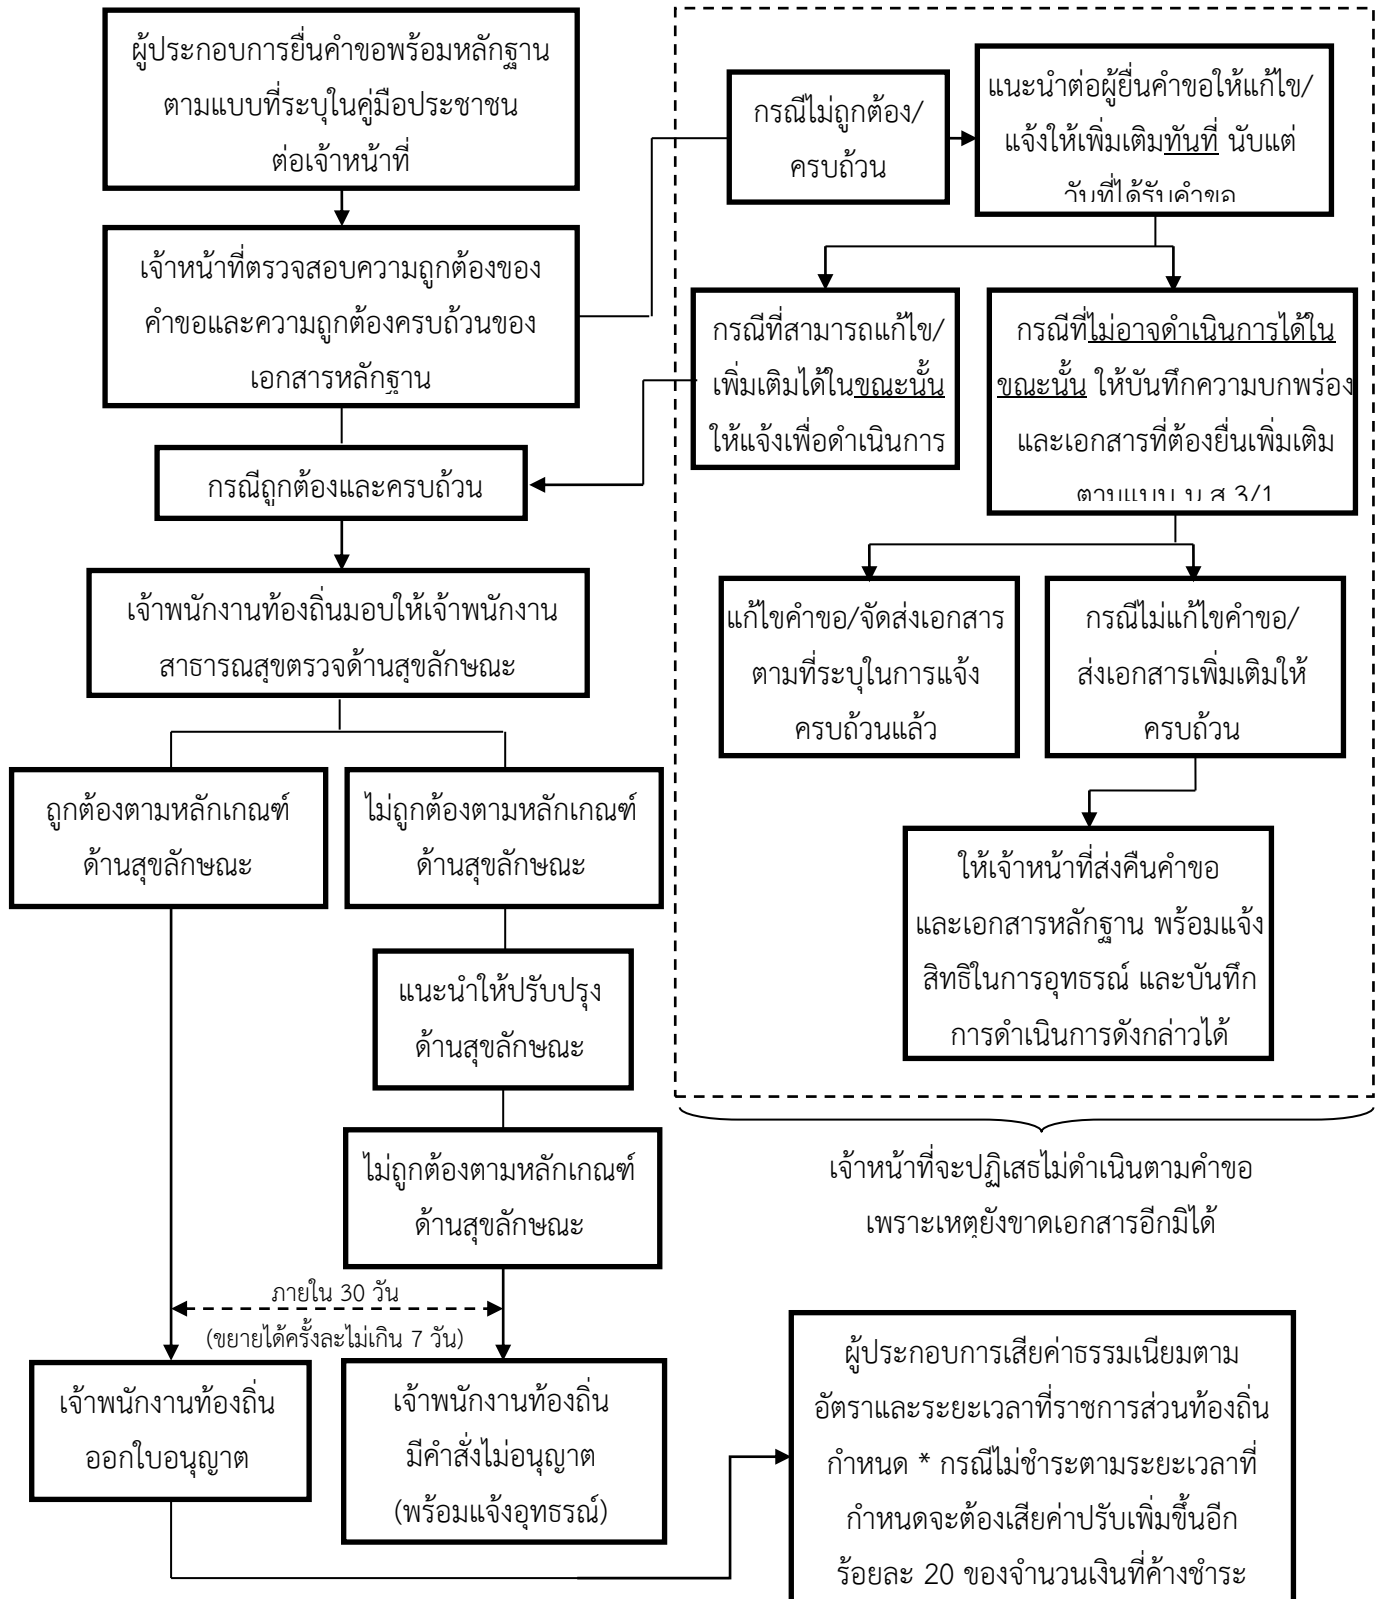 ผู้ประกอบการยื่นคำขอพร้อมหลักฐาน
ตามแบบที่ระบุในคู่มือประชาชน
ต่อเจ้าหน้าที่
เจ้าหน้าที่ตรวจสอบความถูกต้องของ
คำขอและความถูกต้องครบถ้วนของ
เอกสารหลักฐาน
กรณีถูกต้องและครบถ้วน
เจ้าพนักงานท้องถิ่นมอบให้เจ้าพนักงาน
สาธารณสุขตรวจด้านสุขลักษณะ
ถูกต้องตามหลักเกณฑ์
ด้านสุขลักษณะ
ไม่ถูกต้องตามหลักเกณฑ์
ด้านสุขลักษณะ
แนะนำให้ปรับปรุง
ด้านสุขลักษณะ
ไม่ถูกต้องตามหลักเกณฑ์
ด้านสุขลักษณะ
ภายใน 30 วัน
(ขยายได้ครั้งละไม่เกิน 7 วัน)
เจ้าพนักงานท้องถิ่น
ออกใบอนุญาต
เจ้าพนักงานท้องถิ่น
มีคำสั่งไม่อนุญาต
(พร้อมแจ้งอุทธรณ์)
กรณีไม่ถูกต้อง/
ครบถ้วน
แนะนำต่อผู้ยื่นคำขอให้แก้ไข/
แจ้งให้เพิ่มเติมทันที่ นับแต่
วันที่ได้รับคำขอ
กรณีที่สามารถแก้ไข/
เพิ่มเติมได้ในขณะนั้น
ให้แจ้งเพื่อดำเนินการ
กรณีที่ไม่อาจดำเนินการได้ใน
ขณะนั้น ให้บันทึกความบกพร่อง
และเอกสารที่ต้องยื่นเพิ่มเติม
ตามแบบ น.ส 3/1
แก้ไขคำขอ/จัดส่งเอกสาร
ตามที่ระบุในการแจ้ง
ครบถ้วนแล้ว
กรณีไม่แก้ไขคำขอ/
ส่งเอกสารเพิ่มเติมให้
ครบถ้วน
ให้เจ้าหน้าที่ส่งคืนคำขอ
และเอกสารหลักฐาน พร้อมแจ้ง
สิทธิในการอุทธรณ์ และบันทึก
การดำเนินการดังกล่าวได้
เจ้าหน้าที่จะปฏิเสธไม่ดำเนินตามคำขอ
เพราะเหตุยังขาดเอกสารอีกมิได้
ผู้ประกอบการเสียค่าธรรมเนียมตาม
อัตราและระยะเวลาที่ราชการส่วนท้องถิ่น
กำหนด * กรณีไม่ชำระตามระยะเวลาที่
กำหนดจะต้องเสียค่าปรับเพิ่มขึ้นอีก
ร้อยละ 20 ของจำนวนเงินที่ค้างชำระ